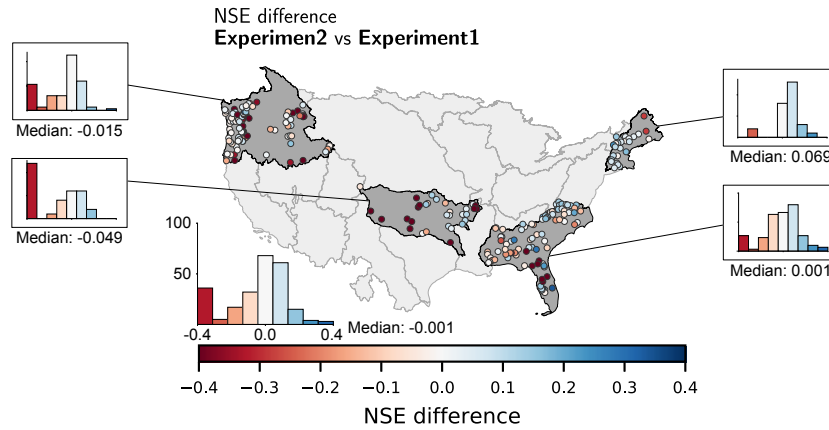 NSE difference
Experimen2 vs Experiment1
Median: -0.015
Median: 0.069
Median: -0.049
Median: 0.001
100
50
0
-0.4 0.0 0.4
Median: -0.001
−0.4 −0.3 −0.2 −0.1 0.0 0.1 0.2 0.3 0.4
NSE difference